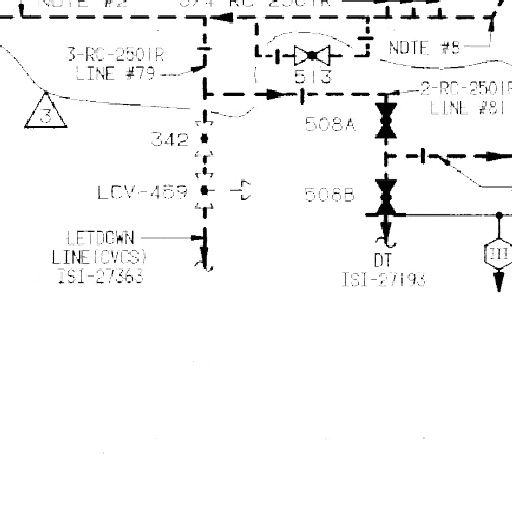 NOTE #2
3/4 RC-2501R
3-RC-2501R
LINE #79
NOTE #8
513
2-RC-2501R
LINE #81
3
508A
342
LCV-459
508B
LETDOWN
LINE(CVCS)
ISI-27363
DT
ISI-27193
III